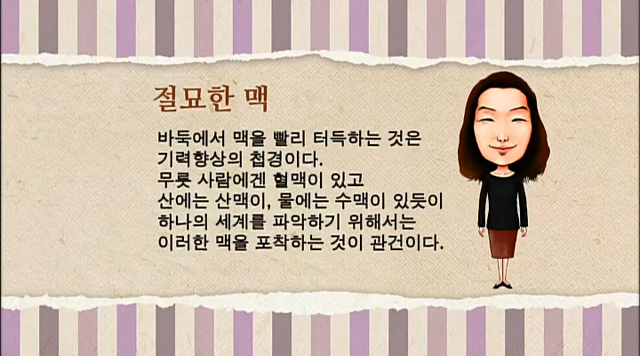 절묘한 맥
바둑에서 맥을 빨리 터득하는 것은
기력향상의 첩경이다.
무릇 사람에겐 혈맥이 있고
산에는 산맥이, 물에는 수맥이 있듯이
하나의 세계를 파악하기 위해서는
이러한 맥을 포착하는 것이 관건이다.